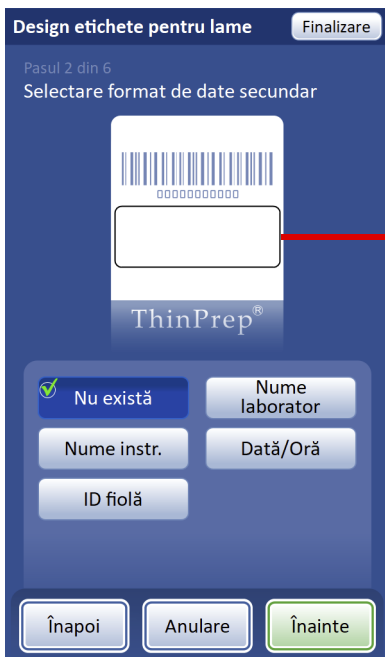 Design etichete pentru lame
Finalizare
Pasul 2 din 6
Selectare format de date secundar
00000000000
ThinPrep®
Nu există
Nume
laborator
Nume instr.
Dată/Oră
ID fiolă
Înapoi
Anulare
Înainte